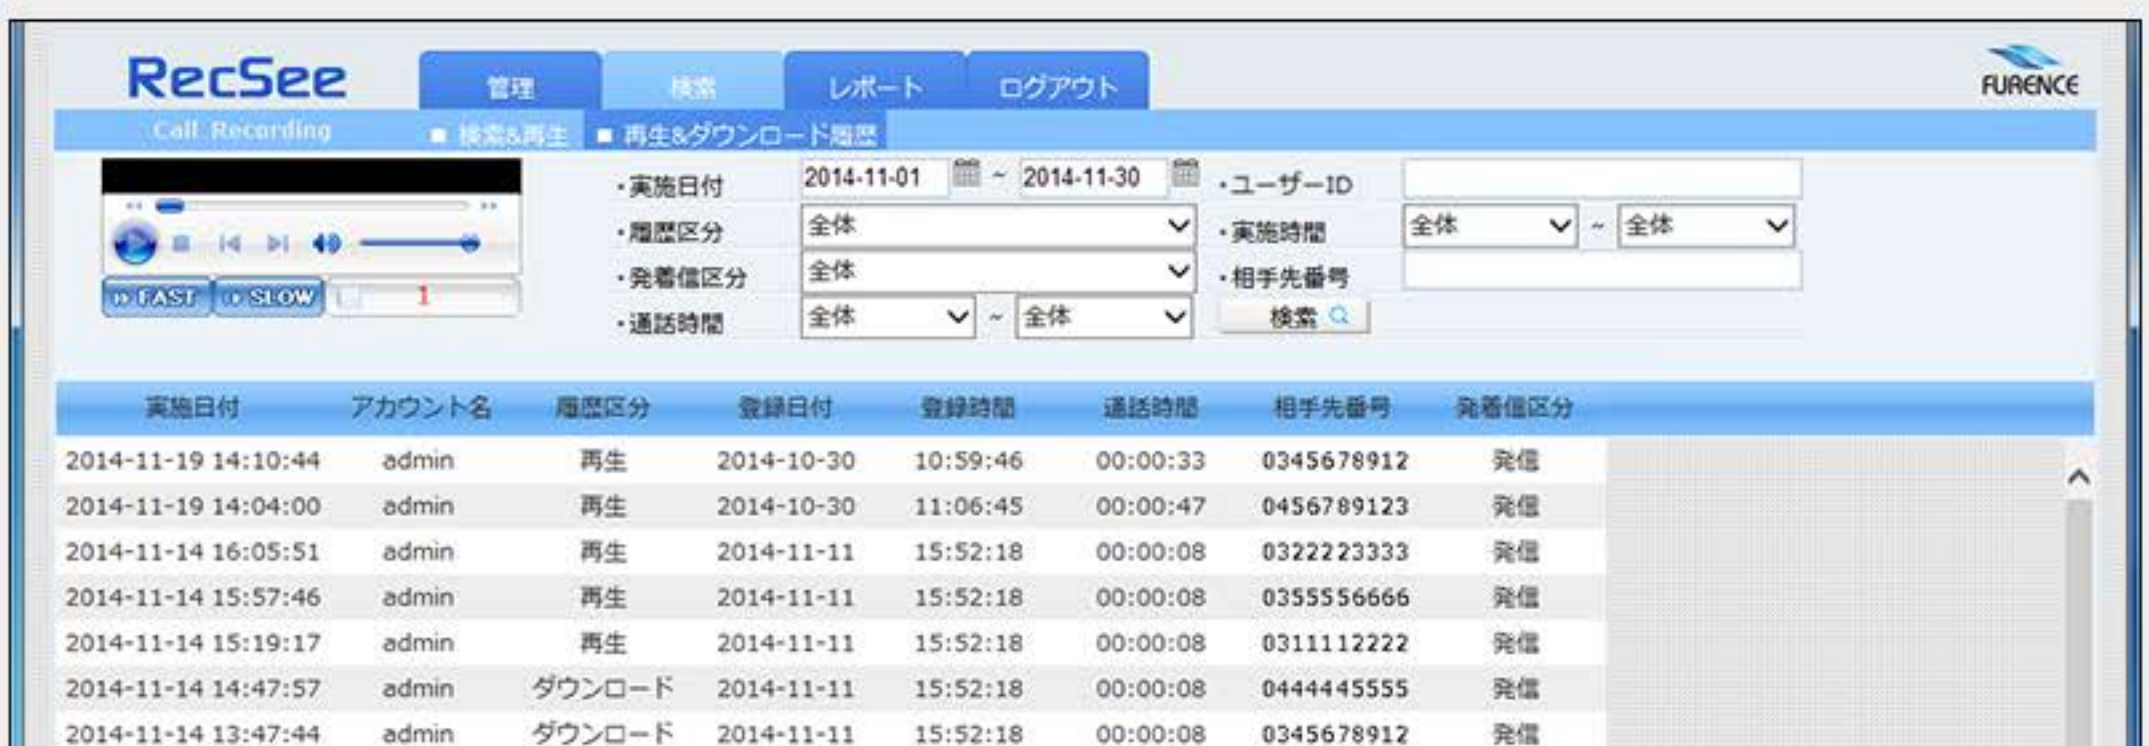 RecSee 管理 検索 レポート ログアウト FURENCE
Call Recording ■ 検索&再生 ■ 再生&ダウンロード履歴
・実施日付 2014-11-01 ~ 2014-11-30 ・ユーザーID
・履歴区分 全体 ・実施時間 全体 ~ 全体
・発着信区分 全体 ・相手先番号
FAST SLOW 1
・通話時間 全体 ~ 全体 検索
実施日付 アカウント名 履歴区分 登録日付 登録時間 通話時間 相手先番号 発着信区分
2014-11-19 14:10:44 admin 再生 2014-10-30 10:59:46 00:00:33 0345678912 発信
2014-11-19 14:04:00 admin 再生 2014-10-30 11:06:45 00:00:47 0456789123 発信
2014-11-14 16:05:51 admin 再生 2014-11-11 15:52:18 00:00:08 0322223333 発信
2014-11-14 15:57:46 admin 再生 2014-11-11 15:52:18 00:00:08 0355556666 発信
2014-11-14 15:19:17 admin 再生 2014-11-11 15:52:18 00:00:08 0311112222 発信
2014-11-14 14:47:57 admin ダウンロード 2014-11-11 15:52:18 00:00:08 0444445555 発信
2014-11-14 13:47:44 admin ダウンロード 2014-11-11 15:52:18 00:00:08 0345678912 発信